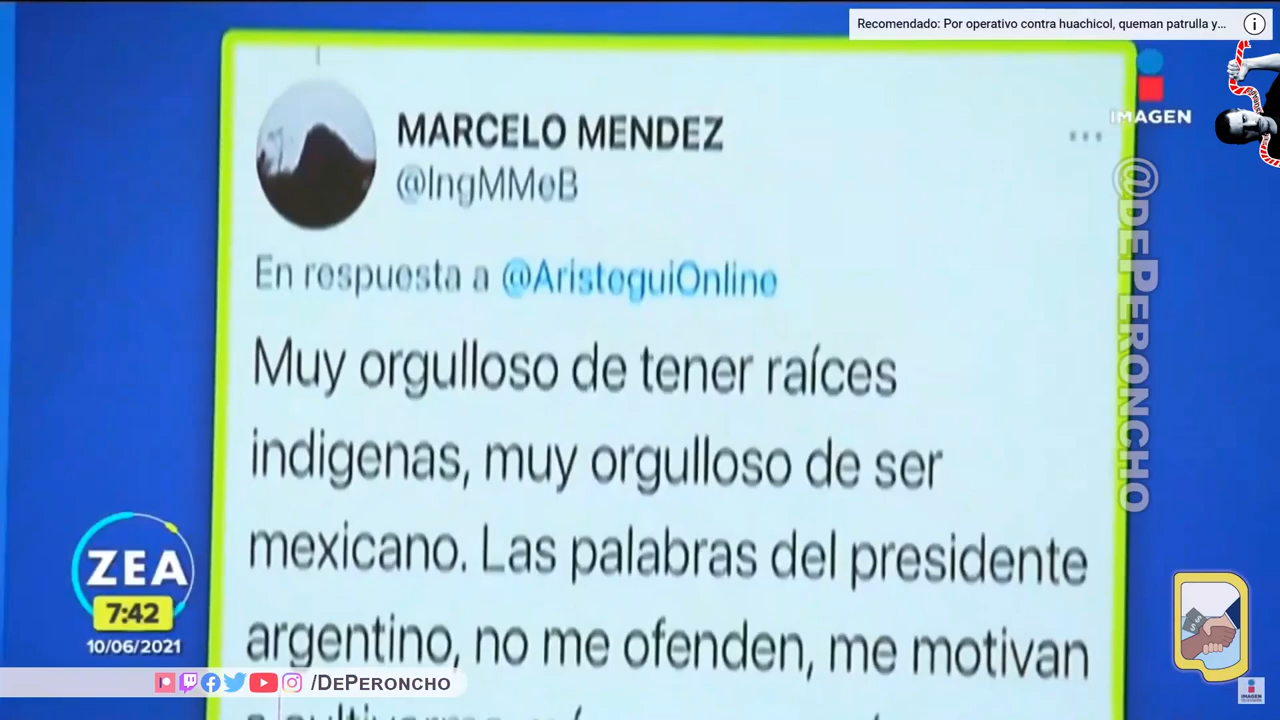 Recomendado: Por operativo contra huachicol, queman patrulla y...
IMAGEN
MARCELO MENDEZ
@IngMMeB
En respuesta a @AristeguiOnline
Muy orgulloso de tener raíces
indigenas, muy orgulloso de ser
mexicano. Las palabras del presidente
argentino, no me ofenden, me motivan
@DEPERONCHO
ZEA
7:42
10/06/2021
/DEPERONCHO
IMAGEN